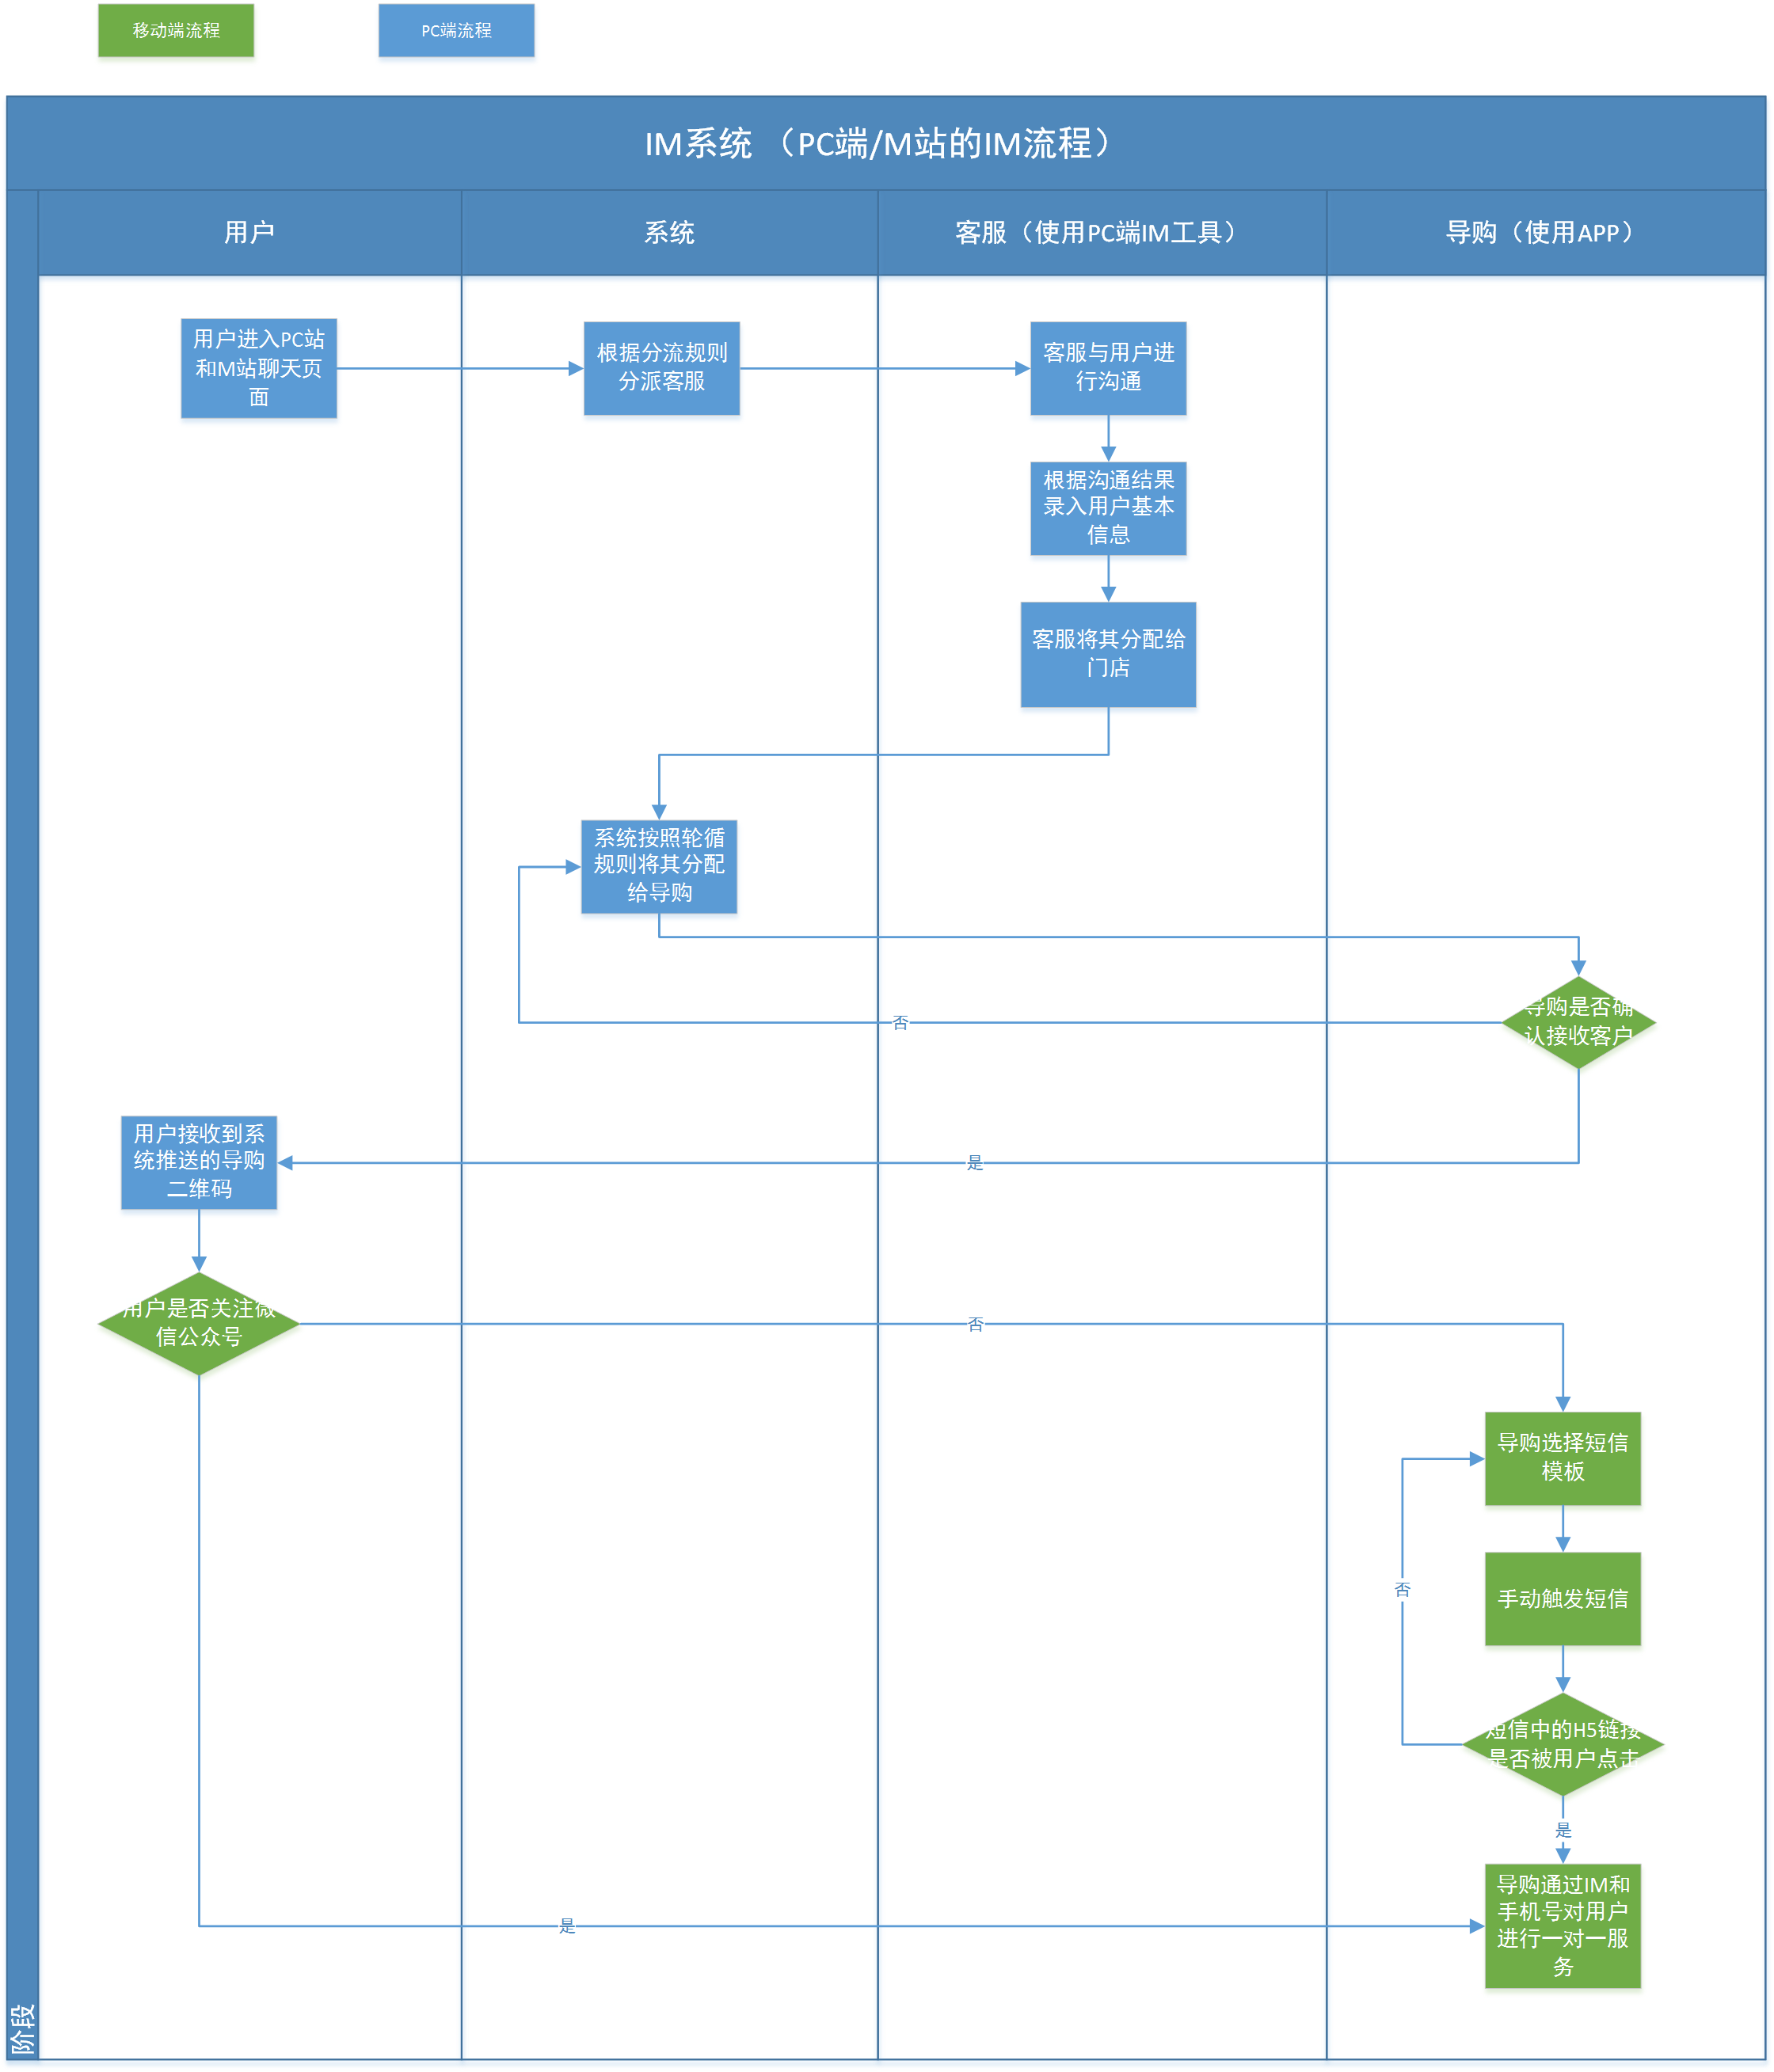 移动端流程
PC端流程
IM系统 （PC端/M站的IM流程）
用户
系统
客服（使用PC端IM工具）
导购（使用APP）
用户进入PC站
和M站聊天页
面
根据分流规则
分派客服
客服与用户进
行沟通
根据沟通结果
录入用户基本
信息
客服将其分配给
门店
系统按照轮循
规则将其分配
给导购
导购是否确
认接收客户
否
用户接收到系
统推送的导购
二维码
是
用户是否关注微
信公众号
否
导购选择短信
模板
否
手动触发短信
短信中的H5链接
是否被用户点击
是
导购通过IM和
手机号对用户
进行一对一服
务
是
阶段